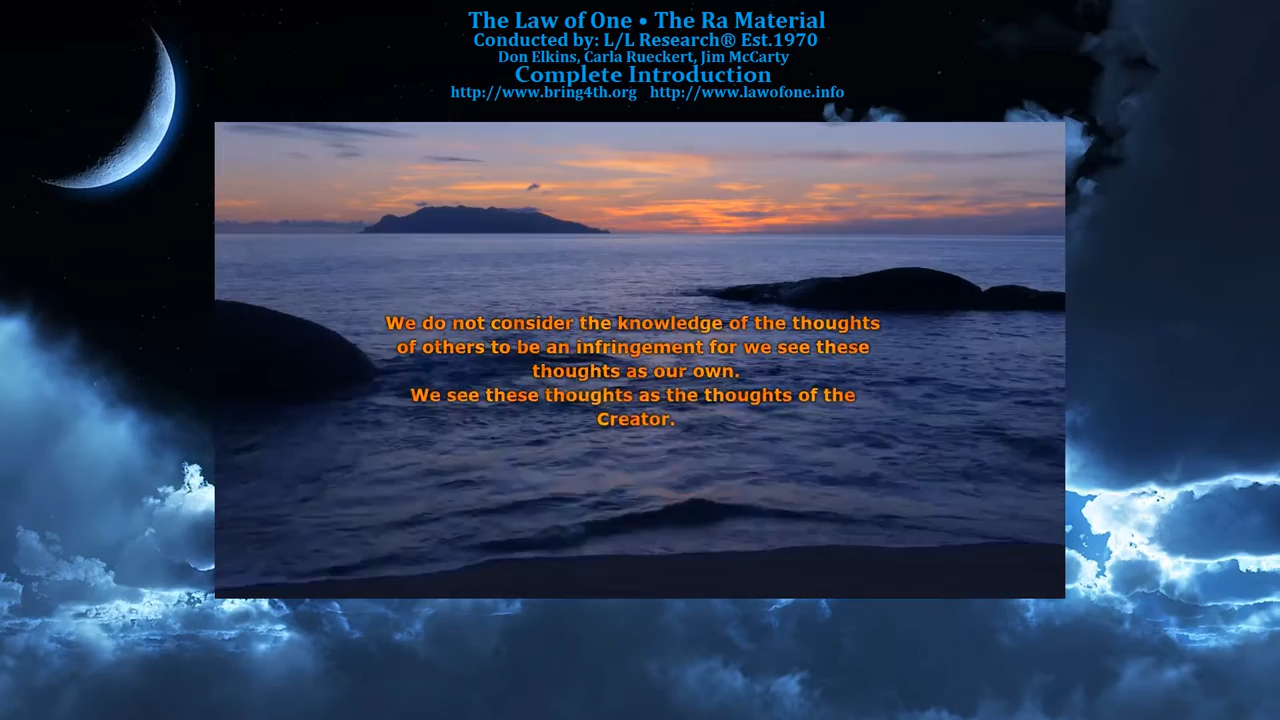 The Law of One • The Ra Material
Conducted by: L/L Research® Est.1970
Don Elkins, Carla Rueckert, Jim McCarty
Complete Introduction
http://www.bring4th.org http://www.lawofone.info
We do not consider the knowledge of the thoughts
of others to be an infringement for we see these
thoughts as our own.
We see these thoughts as the thoughts of the
Creator.